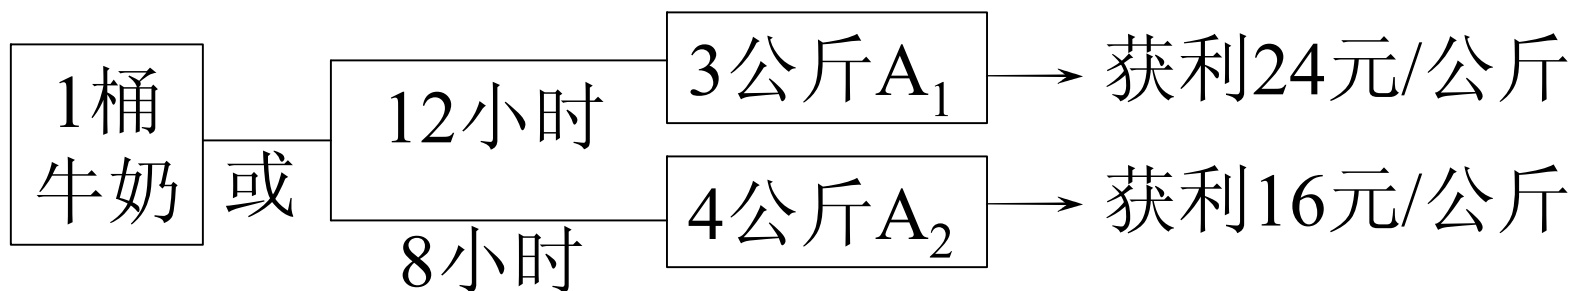 1桶
牛奶
或
12小时
8小时
3公斤A₁
获利24元/公斤
4公斤A₂
获利16元/公斤